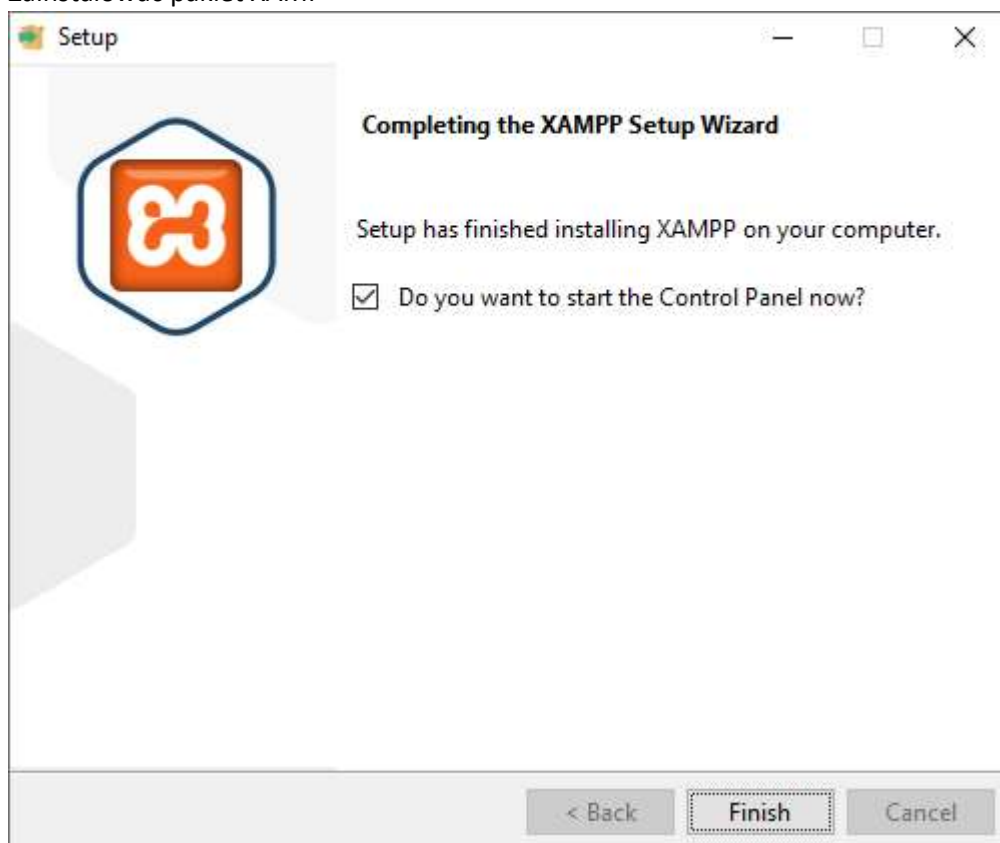 Setup
Completing the XAMPP Setup Wizard
Setup has finished installing XAMPP on your computer.
Do you want to start the Control Panel now?
< Back
Finish
Cancel